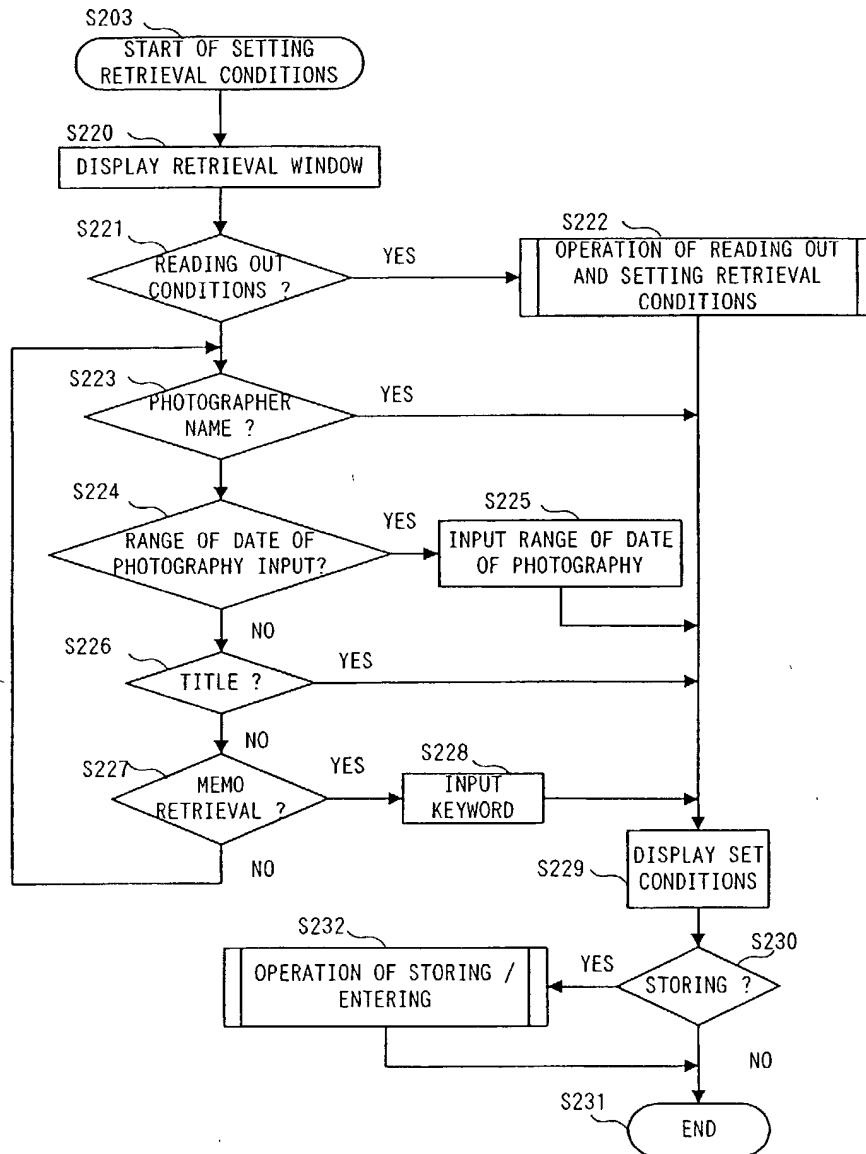 S203
START OF SETTING
RETRIEVAL CONDITIONS
S220
DISPLAY RETRIEVAL WINDOW
S221
READING OUT
CONDITIONS ?
YES
S222
OPERATION OF READING OUT
AND SETTING RETRIEVAL
CONDITIONS
S223
PHOTOGRAPHER
NAME ?
YES
S224
RANGE OF DATE OF
PHOTOGRAPHY INPUT?
YES
S225
INPUT RANGE OF DATE
OF PHOTOGRAPHY
NO
S226
TITLE ?
YES
NO
S227
MEMO
RETRIEVAL ?
YES
S228
INPUT
KEYWORD
NO
S229
DISPLAY SET
CONDITIONS
S230
STORING ?
YES
S232
OPERATION OF STORING /
ENTERING
NO
S231
END